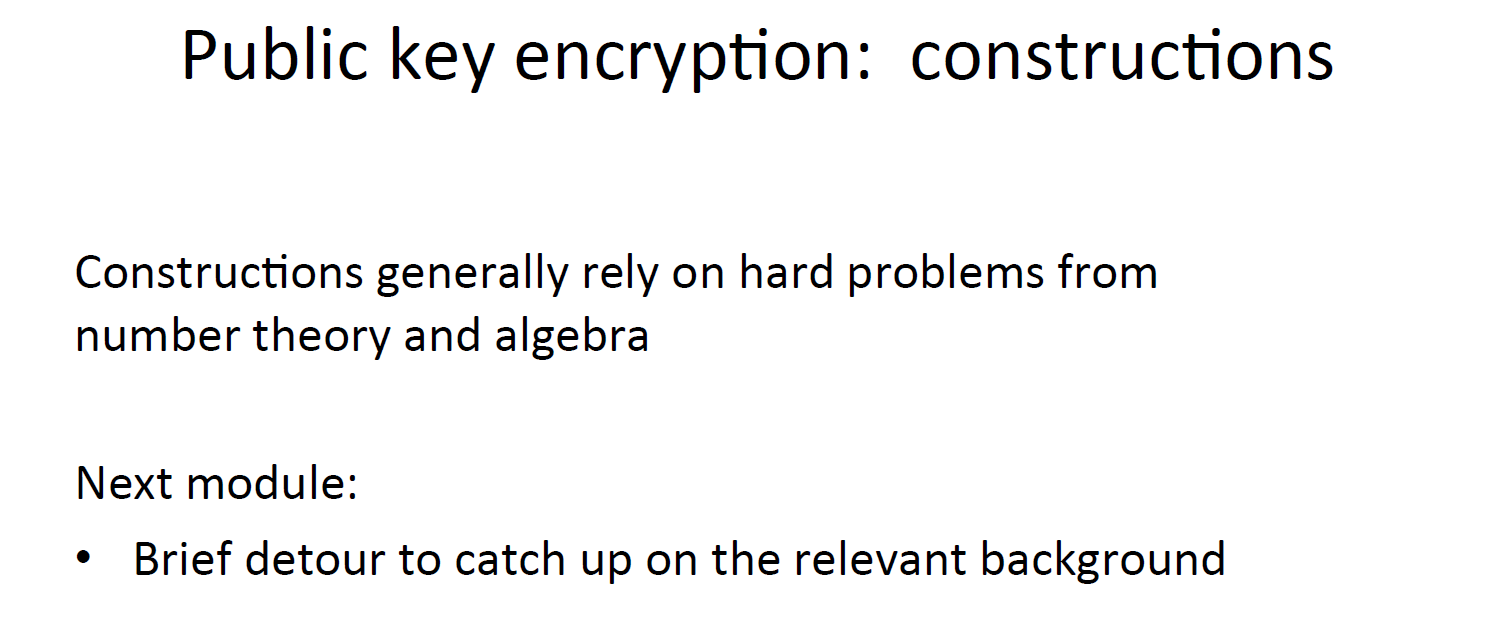 Public key encryption: constructions
Constructions generally rely on hard problems from
number theory and algebra
Next module:
• Brief detour to catch up on the relevant background